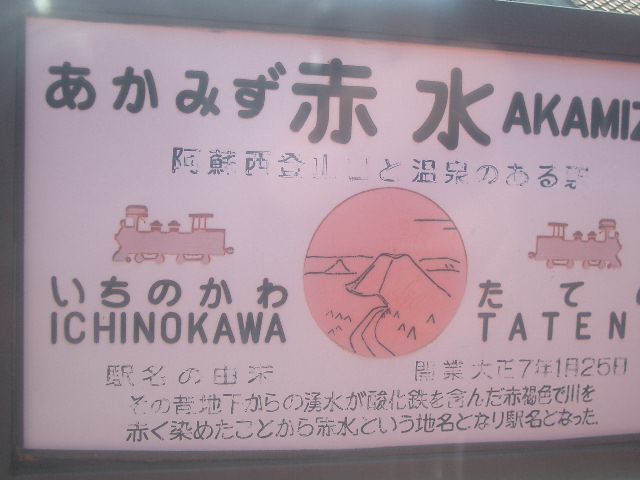 あかみず 赤水 AKAMIZ
阿蘇西登山口と温泉のある駅
いちのかわ たての
ICHINOKAWA TATEN
駅名の由来 開業 大正7年1月25日
その昔地下からの湧水が酸化鉄を含んだ赤褐色で川を
赤く染めたことから赤水という地名となり駅名となった.